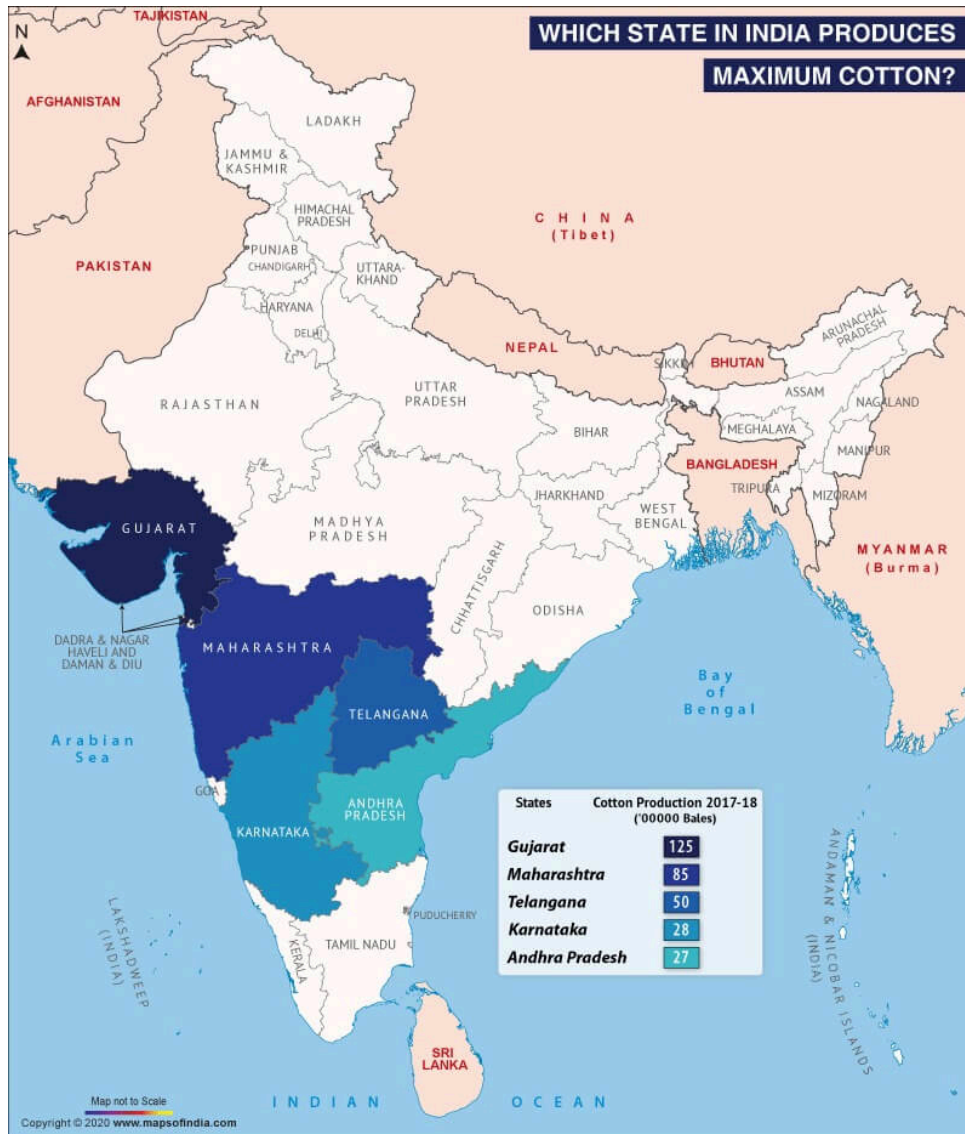 WHICH STATE IN INDIA PRODUCES
MAXIMUM COTTON?
N
TAJIKISTAN
AFGHANISTAN
LADAKH
JAMMU &
KASHMIR
HIMACHAL
PRADESH
C H I N A
(Tibet)
PAKISTAN
PUNJAB
CHANDIGARH
UTTARA-
KHAND
HARYANA
DELHI
NEPAL
SIKKIM
BHUTAN
ARUNACHAL
PRADESH
RAJASTHAN
UTTAR
PRADESH
ASSAM
NAGALAND
MEGHALAYA
BIHAR
MANIPUR
BANGLADESH
TRIPURA
MIZORAM
GUJARAT
MADHYA
PRADESH
JHARKHAND
WEST
BENGAL
MYANMAR
(Burma)
CHHATTISGARH
ODISHA
DADRA & NAGAR
HAVELI AND
DAMAN & DIU
MAHARASHTRA
TELANGANA
Bay
of
Bengal
Arabian
Sea
GOA
KARNATAKA
ANDHRA
PRADESH
States Cotton Production 2017-18
('00000 Bales)
Gujarat 125
Maharashtra 85
Telangana 50
Karnataka 28
Andhra Pradesh 27
LAKSHADWEEP
(INDIA)
KERALA
TAMIL NADU
PUDUCHERRY
ANDAMAN & NICOBAR ISLANDS
(INDIA)
SRI
LANKA
INDIAN OCEAN
Map not to Scale
Copyright © 2020 www.mapsofindia.com